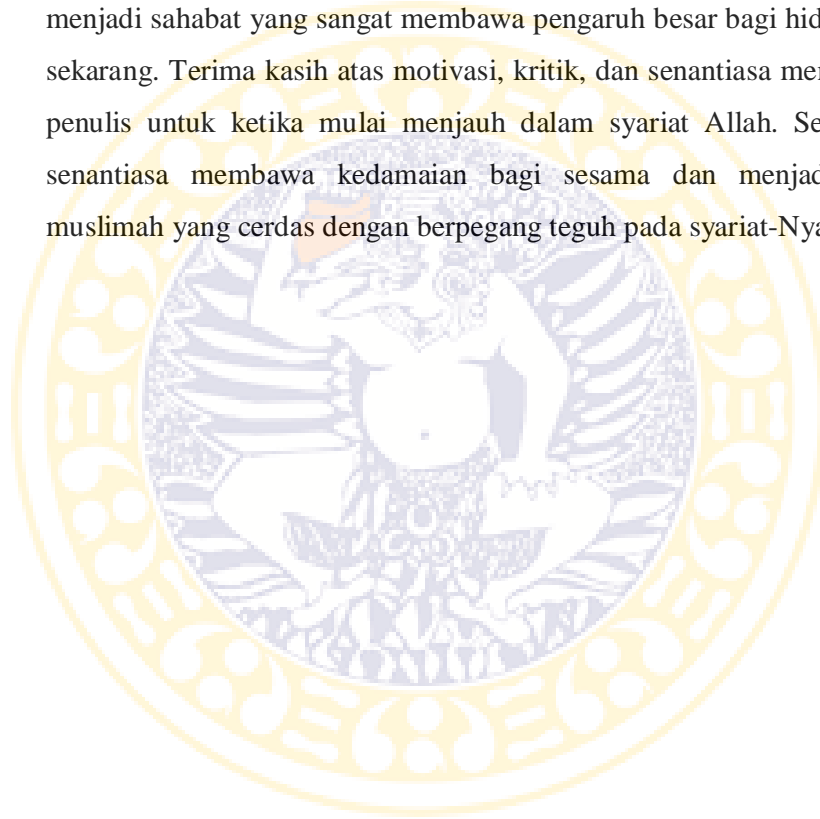 menjadi sahabat yang sangat membawa pengaruh besar bagi hid
sekarang. Terima kasih atas motivasi, kritik, dan senantiasa men
penulis untuk ketika mulai menjauh dalam syariat Allah. Se
senantiasa membawa kedamaian bagi sesama dan menjad
muslimah yang cerdas dengan berpegang teguh pada syariat-Nya